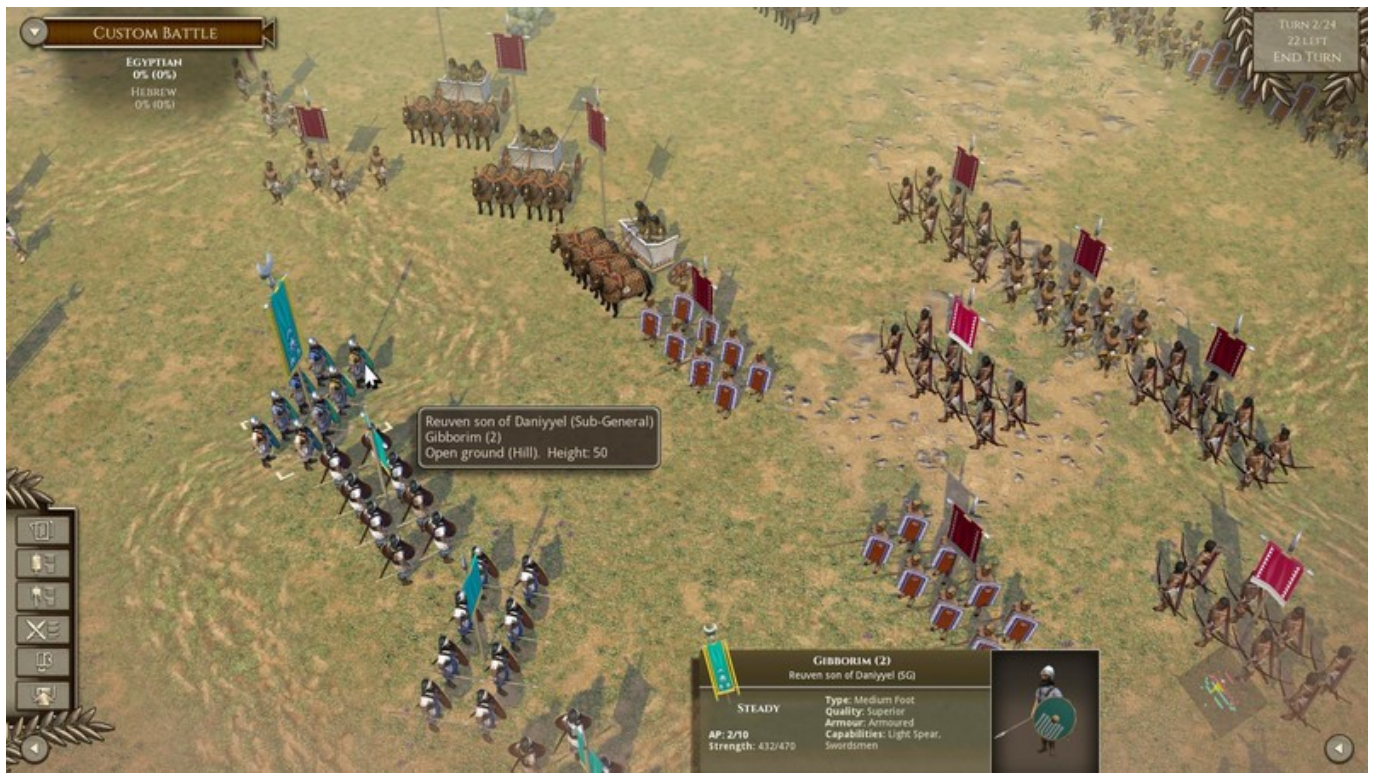 CUSTOM BATTLE
EGYPTIAN
0% (0%)
HEBREW
0% (0%)
TURN 2/24
22 LEFT
END TURN
Reuven son of Daniyyel (Sub-General)
Gibborim (2)
Open ground (Hill). Height: 50
GIBBORIM (2)
Reuven son of Daniyyel (SG)
STEADY
AP: 2/10
Strength: 432/470
Type: Medium Foot
Quality: Superior
Armour: Armoured
Capabilities: Light Spear,
Swordsmen